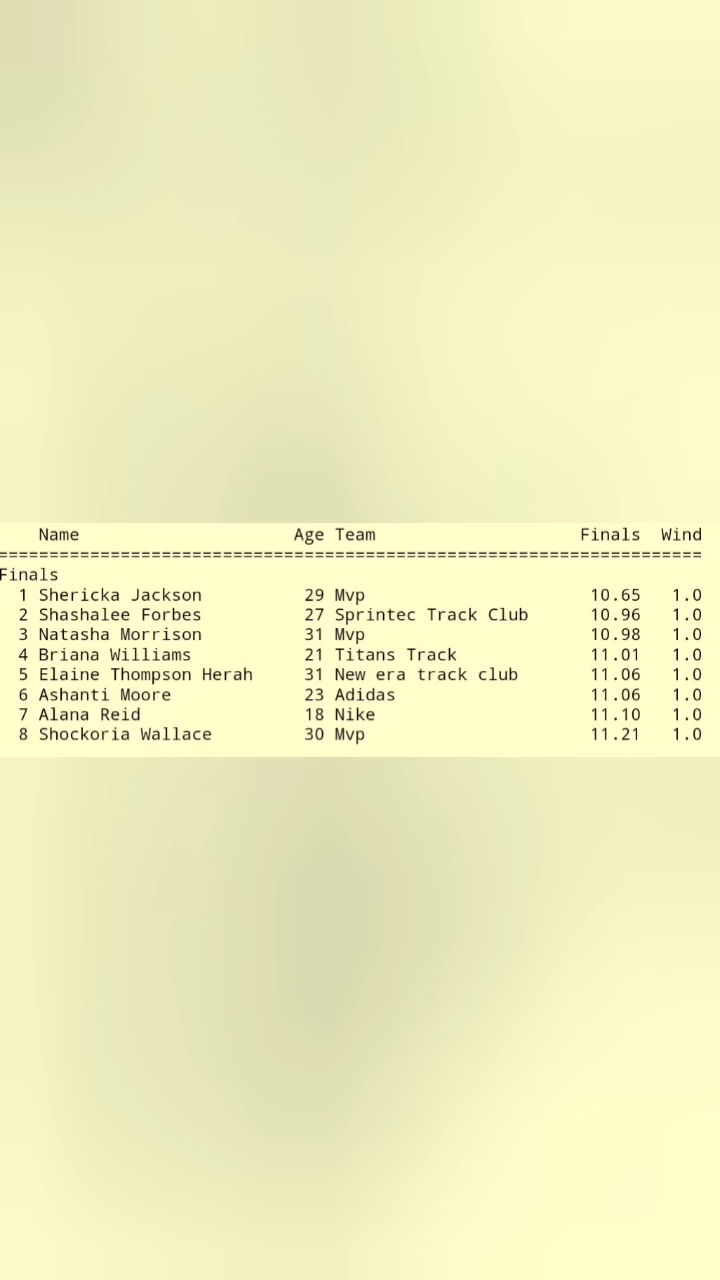 Name Age Team Finals Wind
======================================================================
Finals
1 Shericka Jackson 29 Mvp 10.65 1.0
2 Shashalee Forbes 27 Sprintec Track Club 10.96 1.0
3 Natasha Morrison 31 Mvp 10.98 1.0
4 Briana Williams 21 Titans Track 11.01 1.0
5 Elaine Thompson Herah 31 New era track club 11.06 1.0
6 Ashanti Moore 23 Adidas 11.06 1.0
7 Alana Reid 18 Nike 11.10 1.0
8 Shockoria Wallace 30 Mvp 11.21 1.0